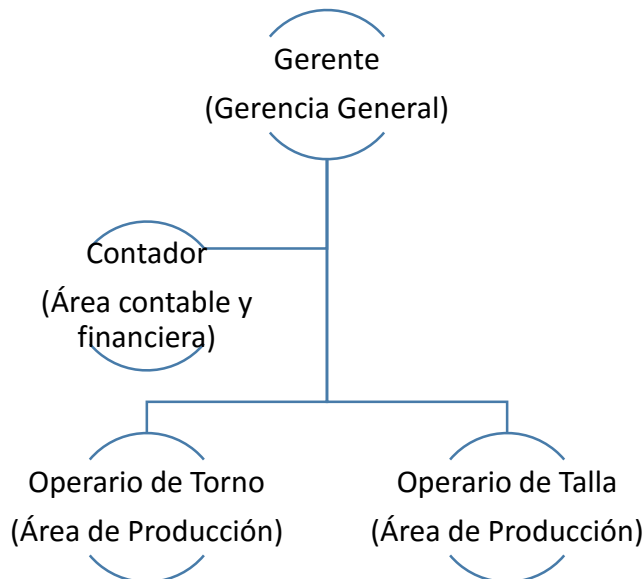 Gerente
(Gerencia General)
Contador
(Área contable y
financiera)
Operario de Torno
(Área de Producción)
Operario de Talla
(Área de Producción)